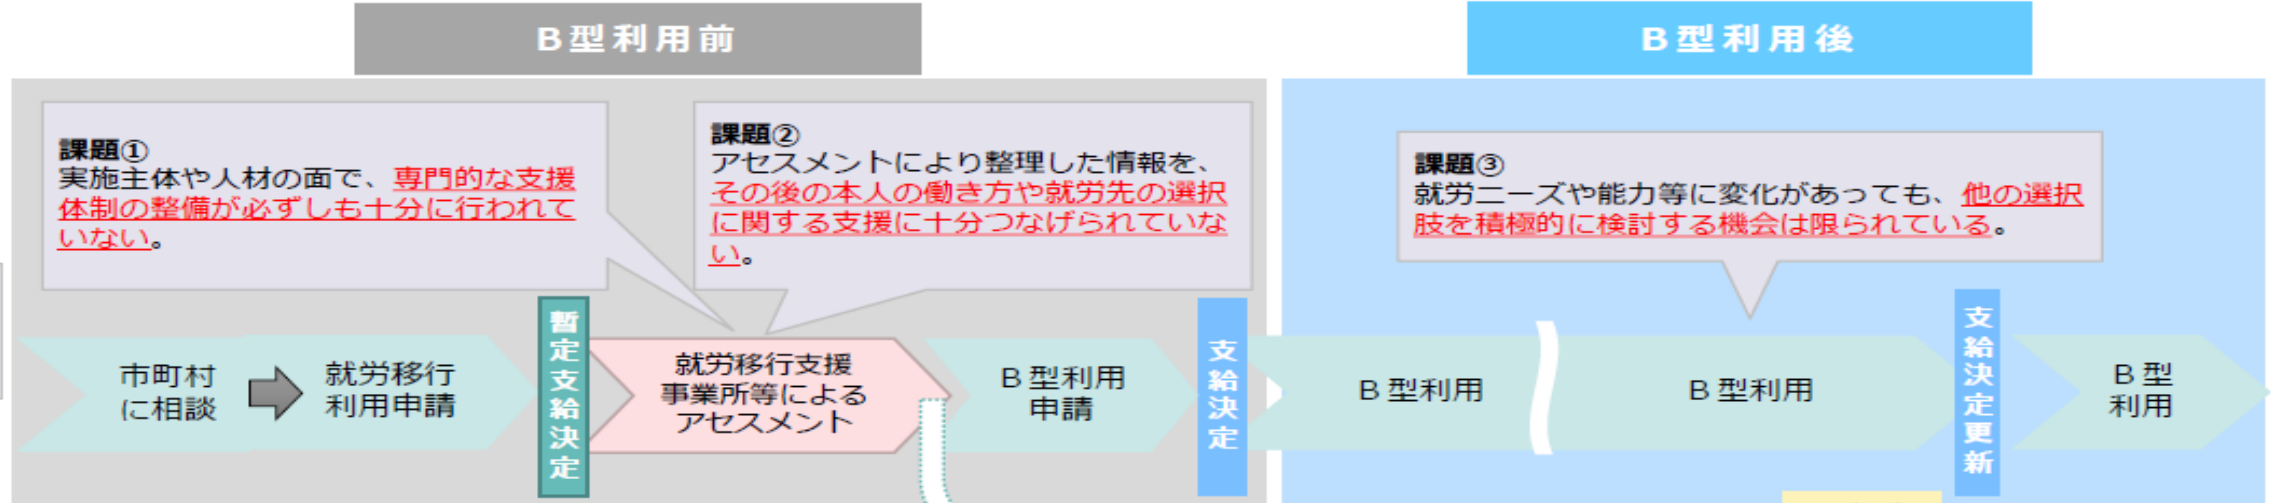 B型利用前
B型利用後
課題①
実施主体や人材の面で、専門的な支援
体制の整備が必ずしも十分に行われて
いない。
課題②
アセスメントにより整理した情報を、
その後の本人の働き方や就労先の選択
に関する支援に十分つなげられていな
い。
課題③
就労ニーズや能力等に変化があっても、他の選択
肢を積極的に検討する機会は限られている。
市町村
に相談
就労移行
利用申請
暫定支給決定
就労移行支援
事業所等による
アセスメント
B型利用
申請
支給決定
B型利用
B型利用
支給決定更新
B型
利用